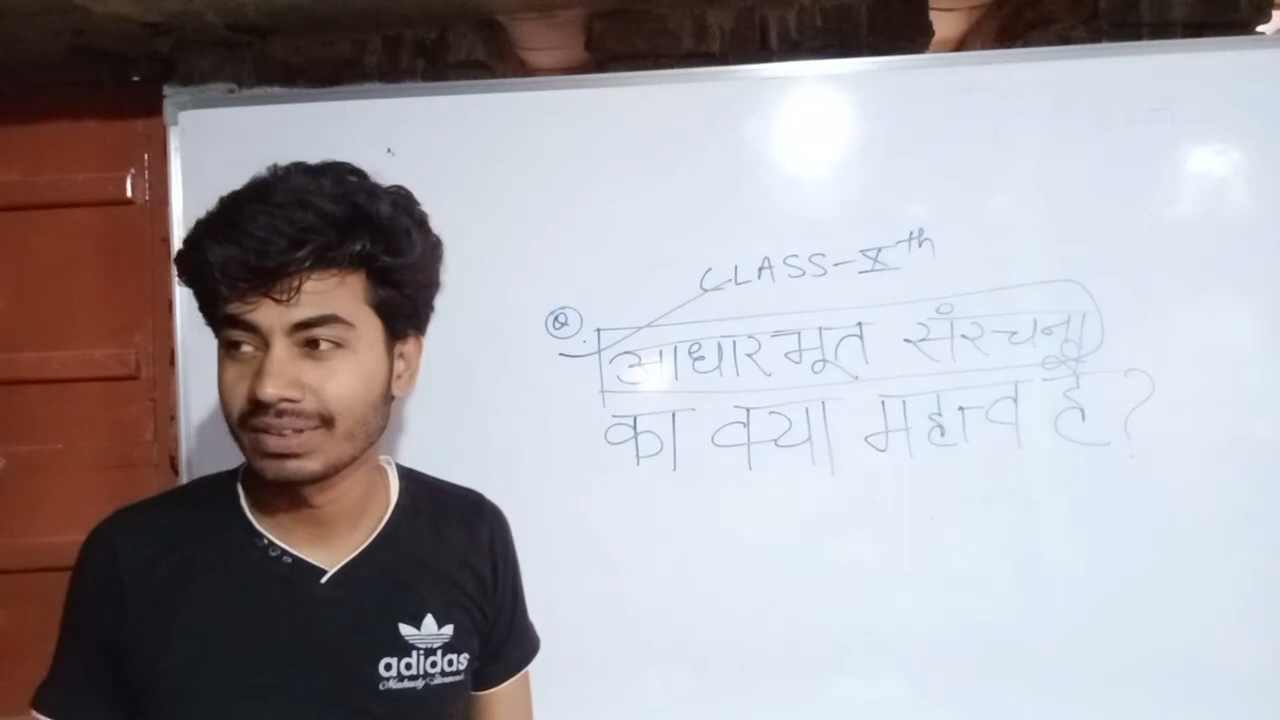 CLASS-Xth
Q. आधारभूत संरचना
का क्या महत्व है?
adidas